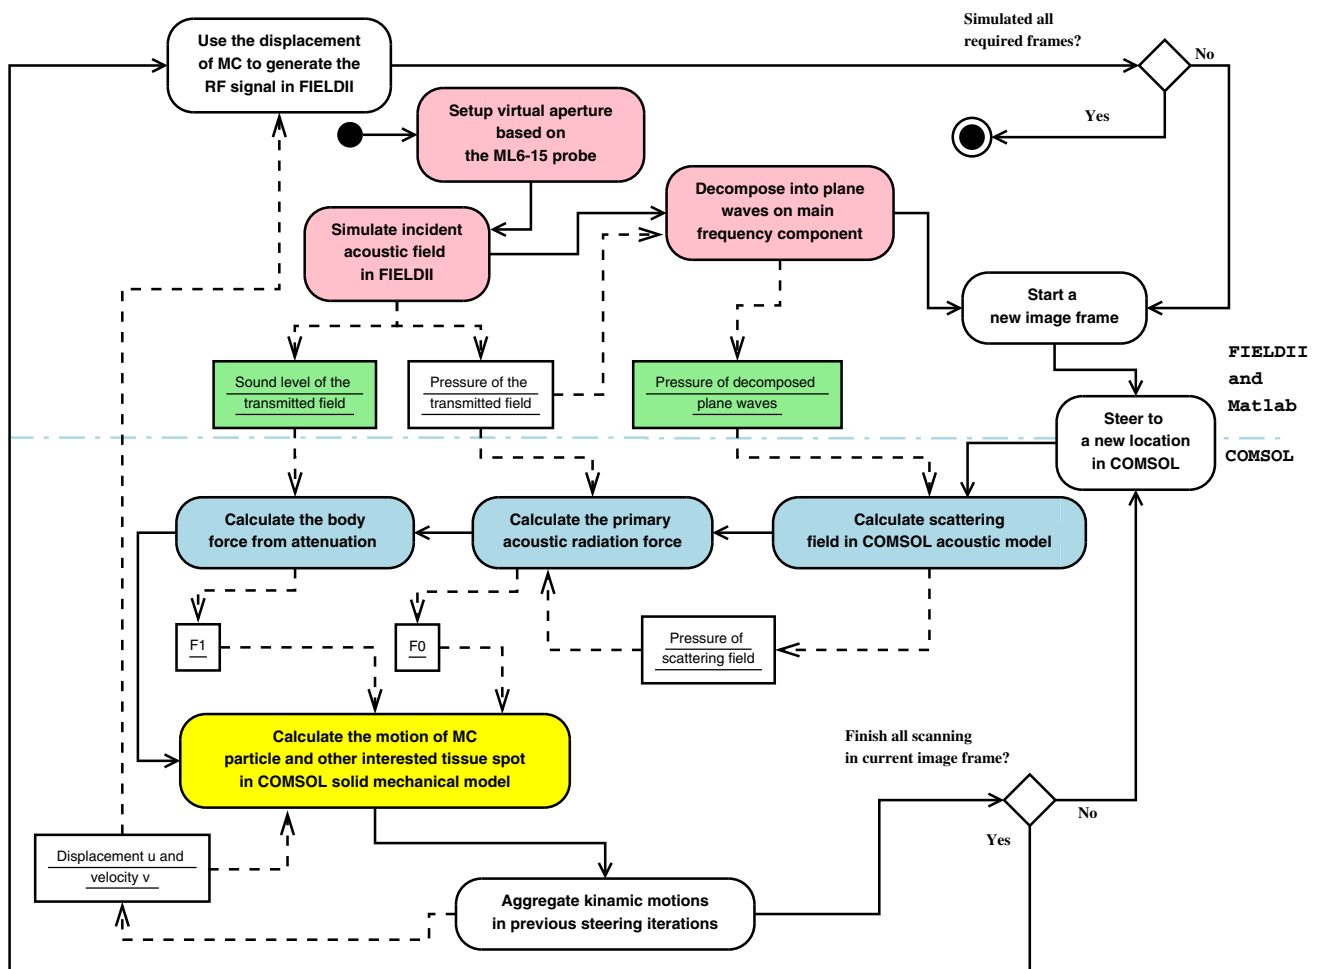 Simulated all
required frames?
Use the displacement
of MC to generate the
RF signal in FIELDII
No
Yes
Setup virtual aperture
based on
the ML6-15 probe
Decompose into plane
waves on main
frequency component
Simulate incident
acoustic field
in FIELDII
Start a
new image frame
FIELDII
and
Matlab
Sound level of the
transmitted field
Pressure of the
transmitted field
Pressure of decomposed
plane waves
Steer to
a new location
in COMSOL
COMSOL
Calculate the body
force from attenuation
Calculate the primary
acoustic radiation force
Calculate scattering
field in COMSOL acoustic model
F1
F0
Pressure of
scattering field
Calculate the motion of MC
particle and other interested tissue spot
in COMSOL solid mechanical model
Finish all scanning
in current image frame?
No
Yes
Displacement u and
velocity v
Aggregate kinamic motions
in previous steering iterations